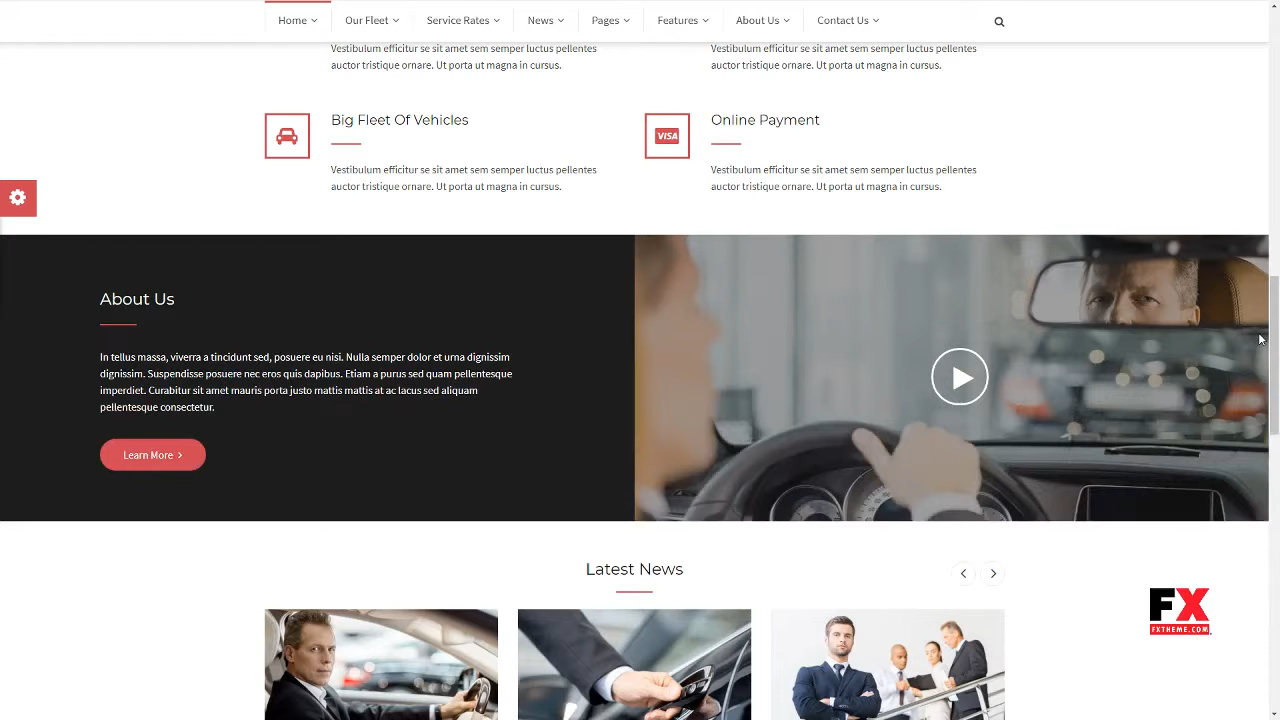 Home Our Fleet Service Rates News Pages Features About Us Contact Us
Vestibulum efficitur se sit amet sem semper luctus pellentes
auctor tristique ornare. Ut porta ut magna in cursus.
Vestibulum efficitur se sit amet sem semper luctus pellentes
auctor tristique ornare. Ut porta ut magna in cursus.
Big Fleet Of Vehicles
Vestibulum efficitur se sit amet sem semper luctus pellentes
auctor tristique ornare. Ut porta ut magna in cursus.
VISA
Online Payment
Vestibulum efficitur se sit amet sem semper luctus pellentes
auctor tristique ornare. Ut porta ut magna in cursus.
About Us
In tellus massa, viverra a tincidunt sed, posuere eu nisi. Nulla semper dolor et urna dignissim
dignissim. Suspendisse posuere nec eros quis dapibus. Etiam a purus sed quam pellentesque
imperdiet. Curabitur sit amet mauris porta justo mattis mattis at ac lacus sed aliquam
pellentesque consectetur.
Learn More
Latest News
FX
FXTHEME.COM